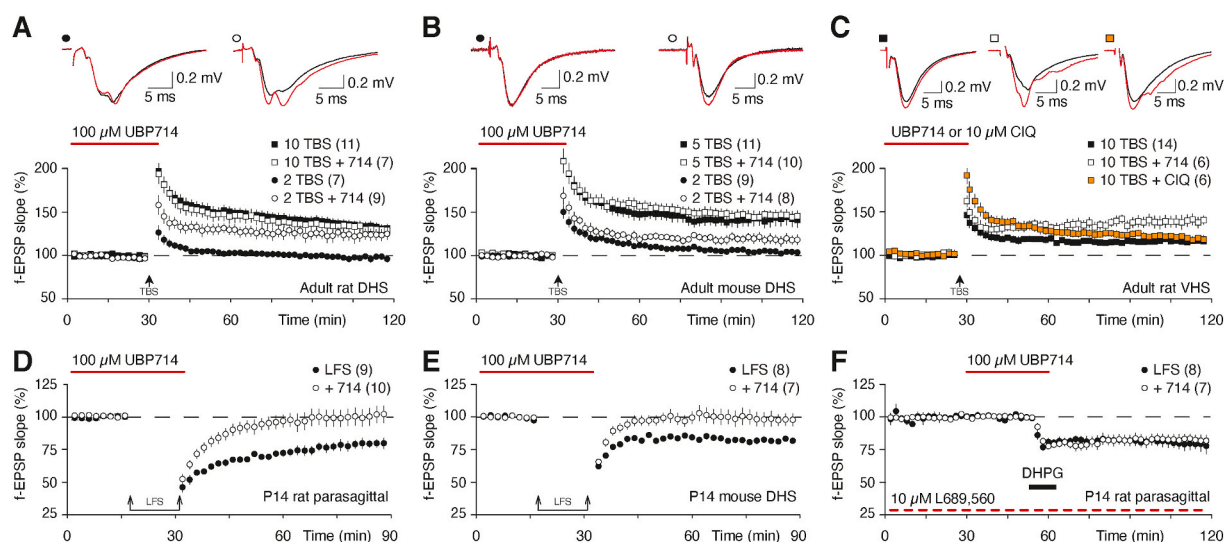 A
B
C
0.2 mV
5 ms
0.2 mV
5 ms
0.2 mV
5 ms
0.2 mV
5 ms
0.2 mV
5 ms
0.2 mV
5 ms
0.2 mV
5 ms
100 µM UBP714
10 TBS (11)
10 TBS + 714 (7)
2 TBS (7)
2 TBS + 714 (9)
f-EPSP slope (%)
200
150
100
50
TBS
Adult rat DHS
0 30 60 Time (min) 120
100 µM UBP714
5 TBS (11)
5 TBS + 714 (10)
2 TBS (9)
2 TBS + 714 (8)
f-EPSP slope (%)
200
150
100
50
TBS
Adult mouse DHS
0 30 60 Time (min) 120
UBP714 or 10 µM CIQ
10 TBS (14)
10 TBS + 714 (6)
10 TBS + CIQ (6)
f-EPSP slope (%)
200
150
100
50
TBS
Adult rat VHS
0 30 60 Time (min) 120
D
E
F
100 µM UBP714
LFS (9)
+ 714 (10)
f-EPSP slope (%)
125
100
75
50
25
LFS
P14 rat parasagittal
0 30 60 Time (min) 90
100 µM UBP714
LFS (8)
+ 714 (7)
f-EPSP slope (%)
125
100
75
50
25
LFS
P14 mouse DHS
0 30 60 Time (min) 90
100 µM UBP714
LFS (8)
+ 714 (7)
f-EPSP slope (%)
125
100
75
50
25
DHPG
10 µM L689,560
P14 rat parasagittal
0 30 60 Time (min) 120